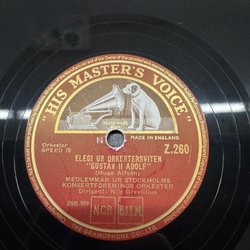 "HIS MASTER'S VOICE"
MADE IN ENGLAND
N
Orkester
SPEED 78
Z.260
ELEGI UR ORKESTERSVITEN
"GUSTAV II ADOLF"
(Hugo Alfvén)
MEDLEMMAR UR STOCKHOLMS
KONSERTFÖRENINGS ORKESTER
Dirigent: Nils Grevillius
NCB BIEM
THE GRAMOPHONE CO. LTD